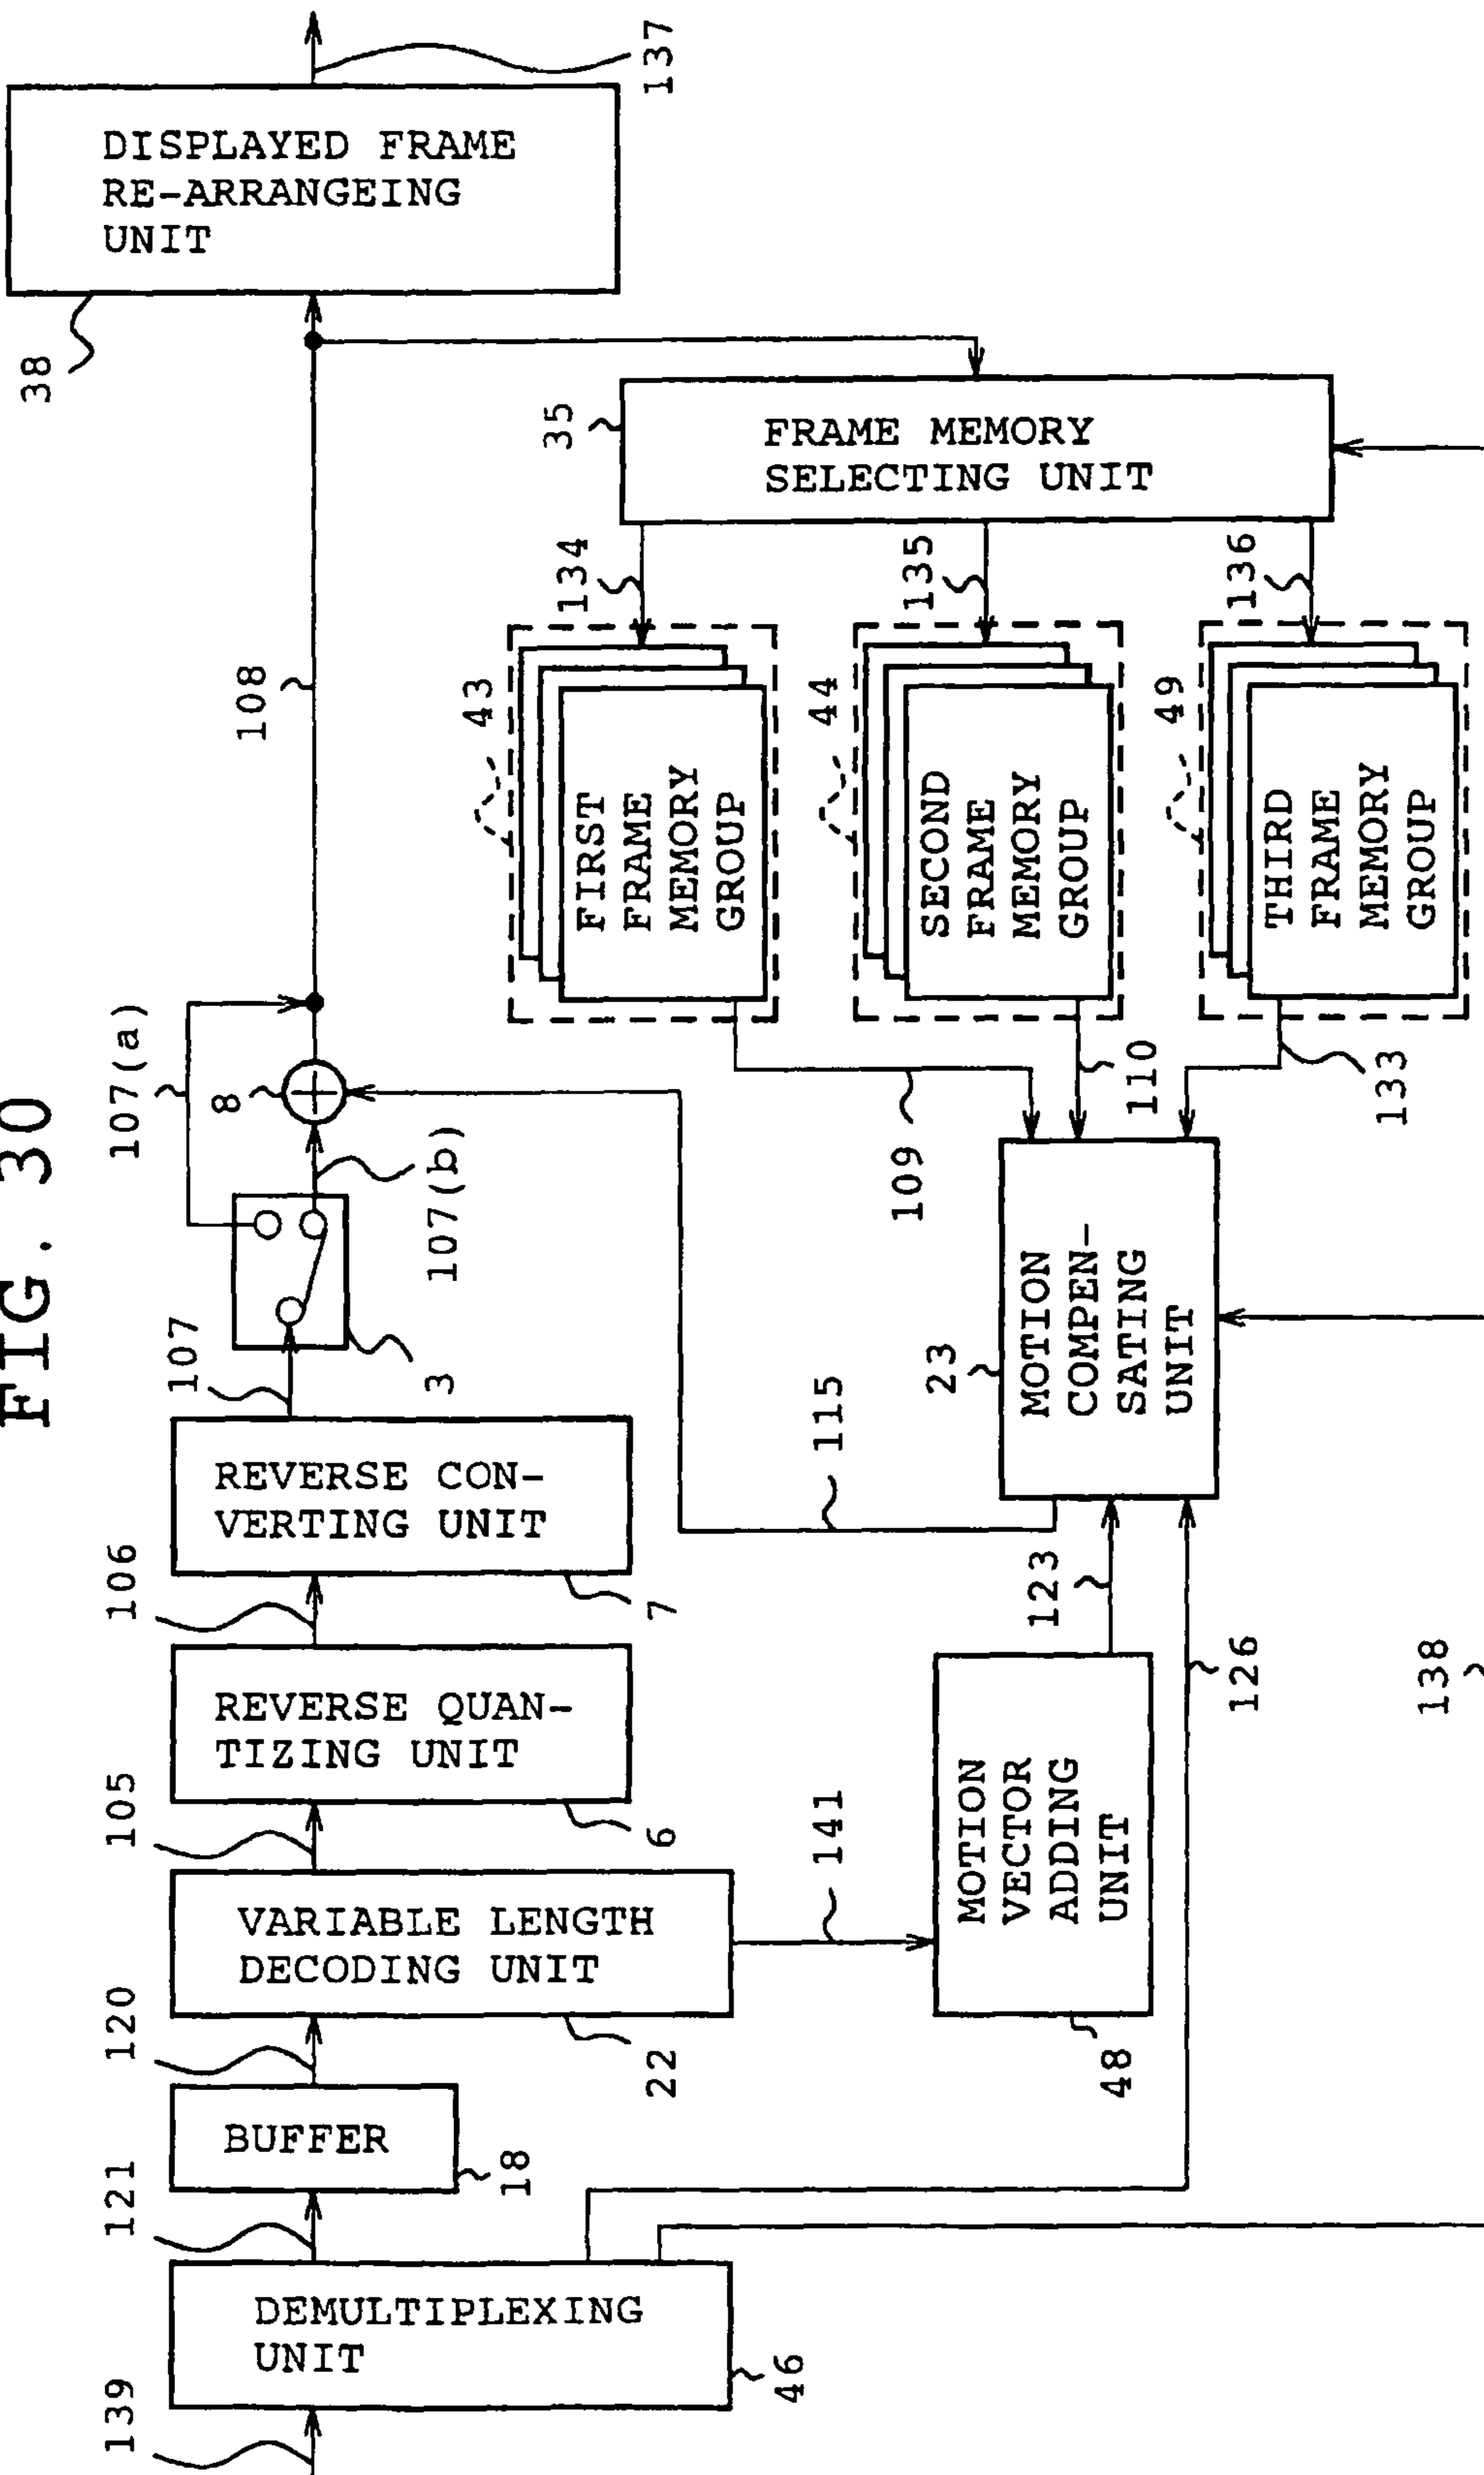 FIG. 30
139
DEMULTIPLEXING
UNIT
46
121
BUFFER
18
120
VARIABLE LENGTH
DECODING UNIT
22
105
REVERSE QUAN-
TIZING UNIT
6
106
REVERSE CON-
VERTING UNIT
7
107
3
107(a)
107(b)
8
108
DISPLAYED FRAME
RE-ARRANGEING
UNIT
38
137
141
MOTION
VECTOR
ADDING
UNIT
48
123
126
115
23
MOTION
COMPEN-
SATING
UNIT
109
110
133
43
FIRST
FRAME
MEMORY
GROUP
44
SECOND
FRAME
MEMORY
GROUP
49
THIRD
FRAME
MEMORY
GROUP
134
135
136
35
FRAME MEMORY
SELECTING UNIT
138